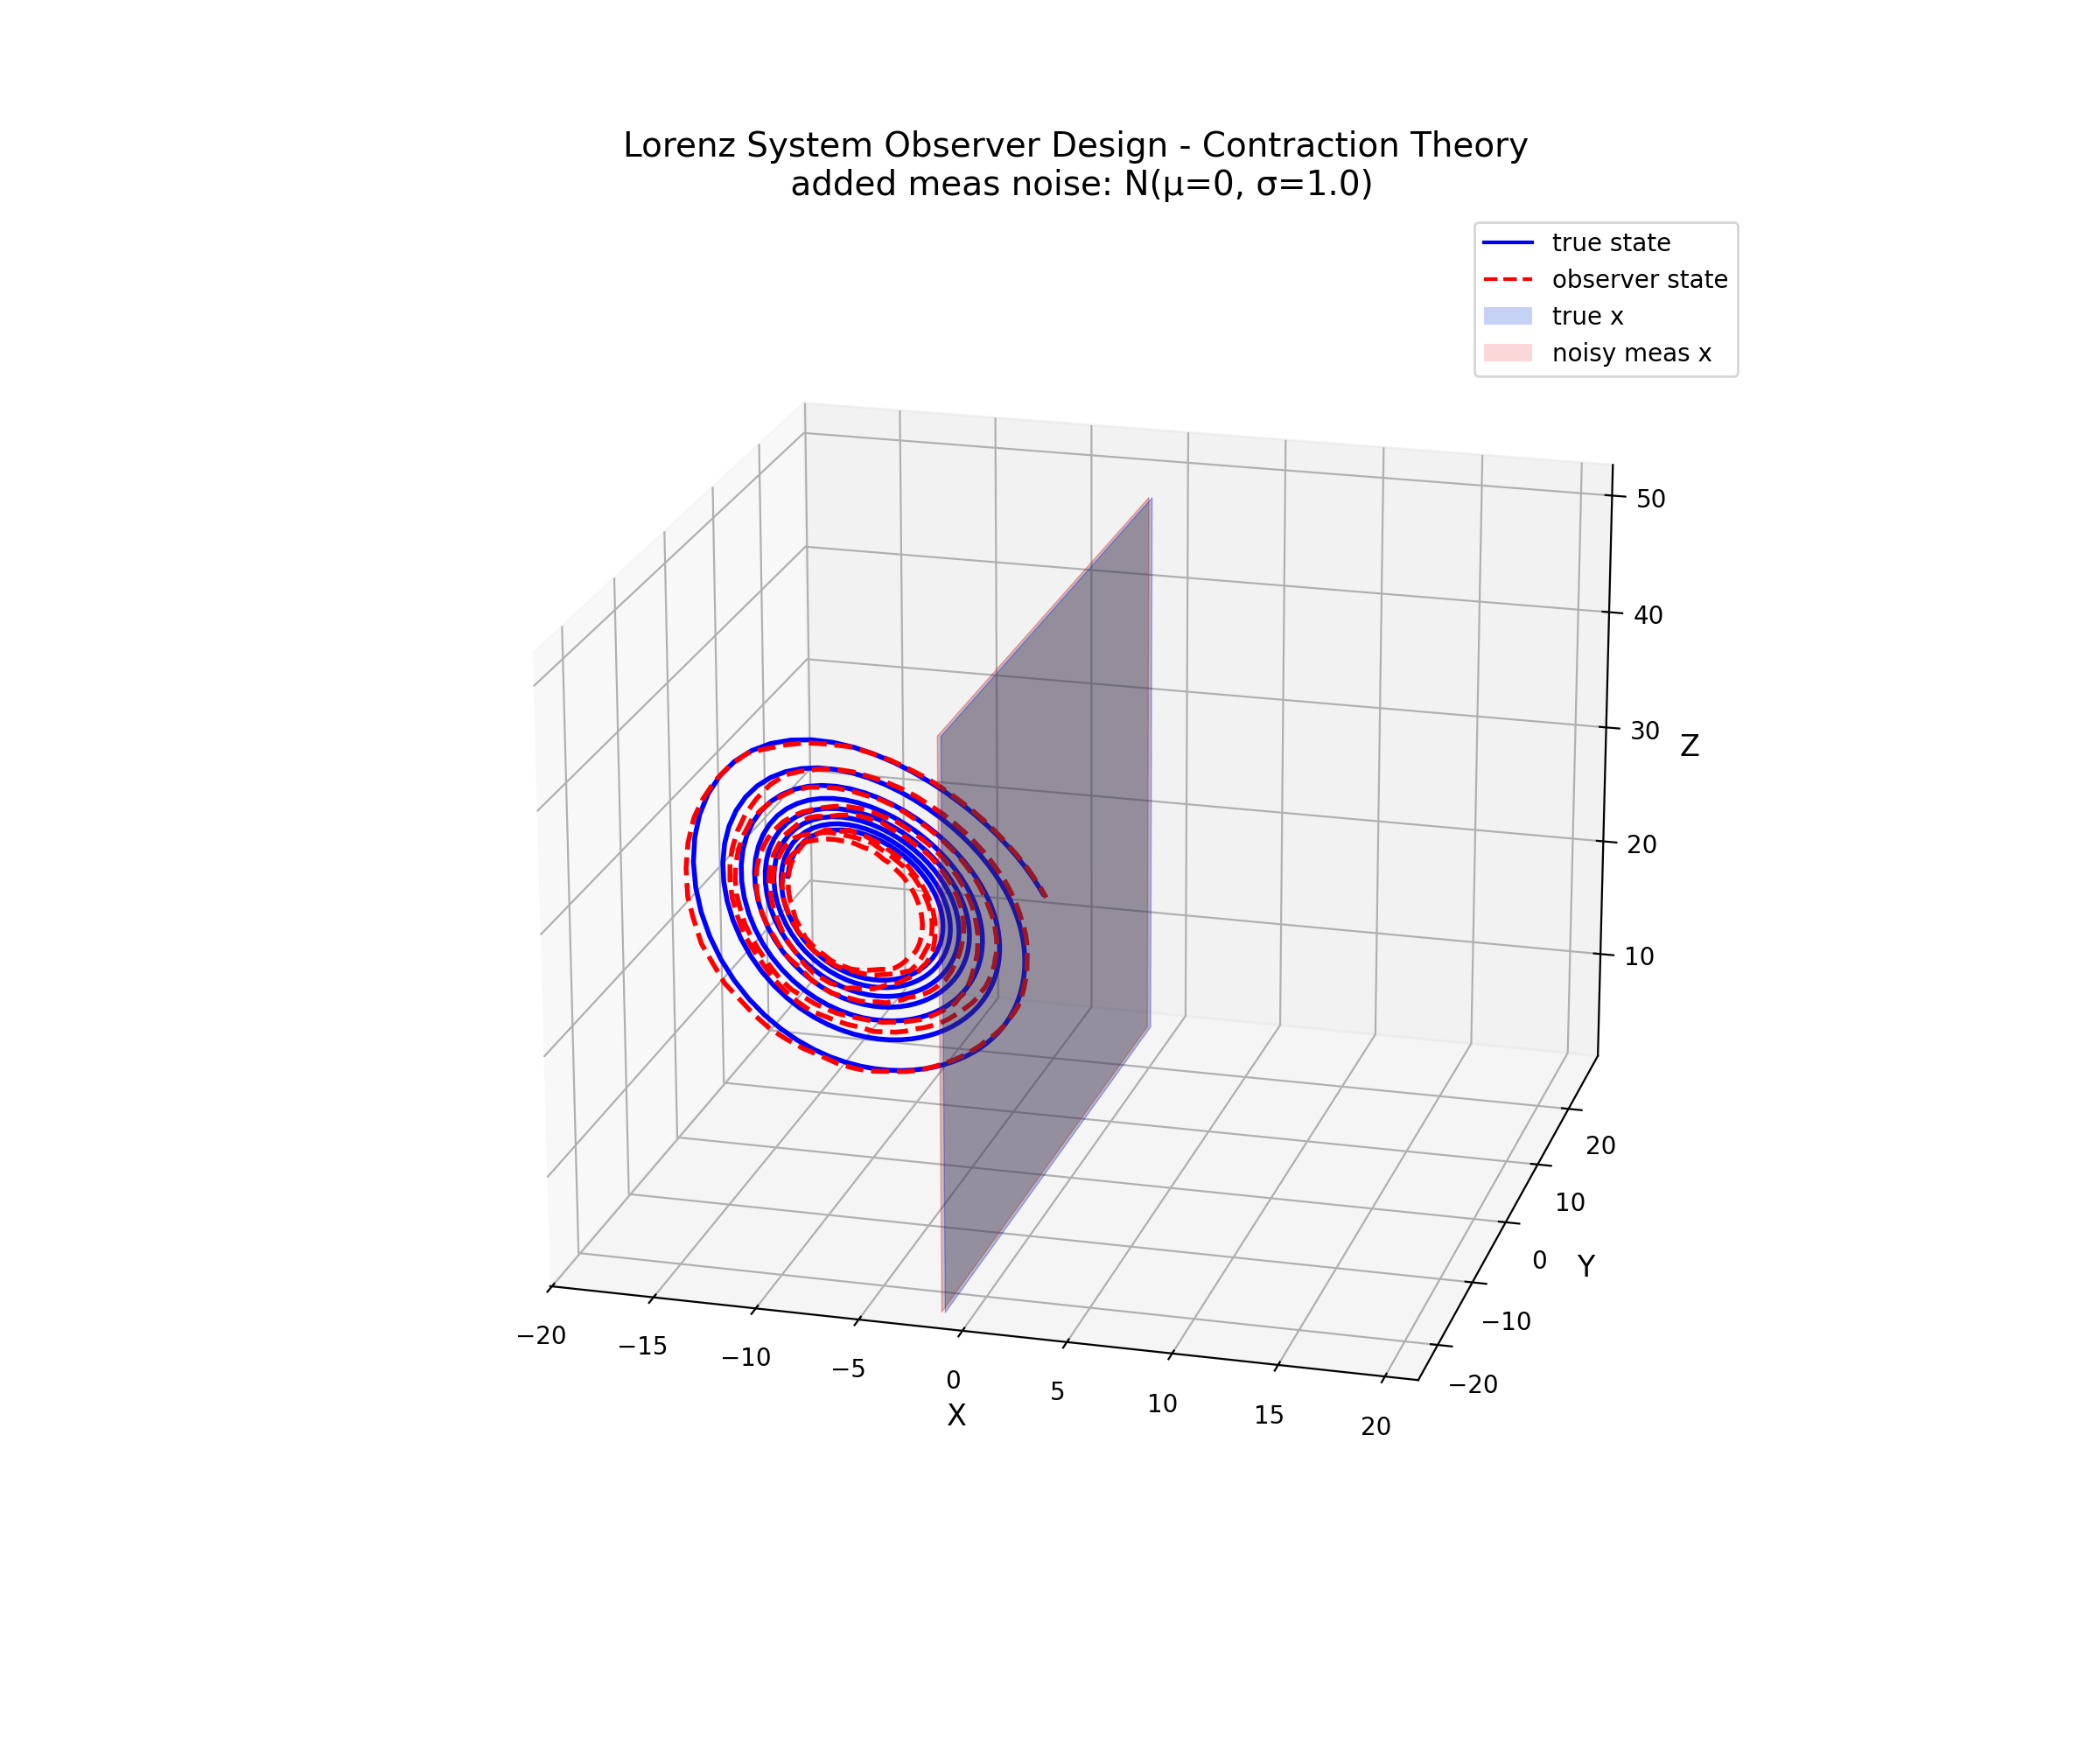 Lorenz System Observer Design - Contraction Theory
added meas noise: N(μ=0, σ=1.0)
true state
observer state
true x
noisy meas x
50
40
30
Z
20
10
20
10
0
Y
−10
−20
−20
−15
−10
−5
0
5
10
15
20
X